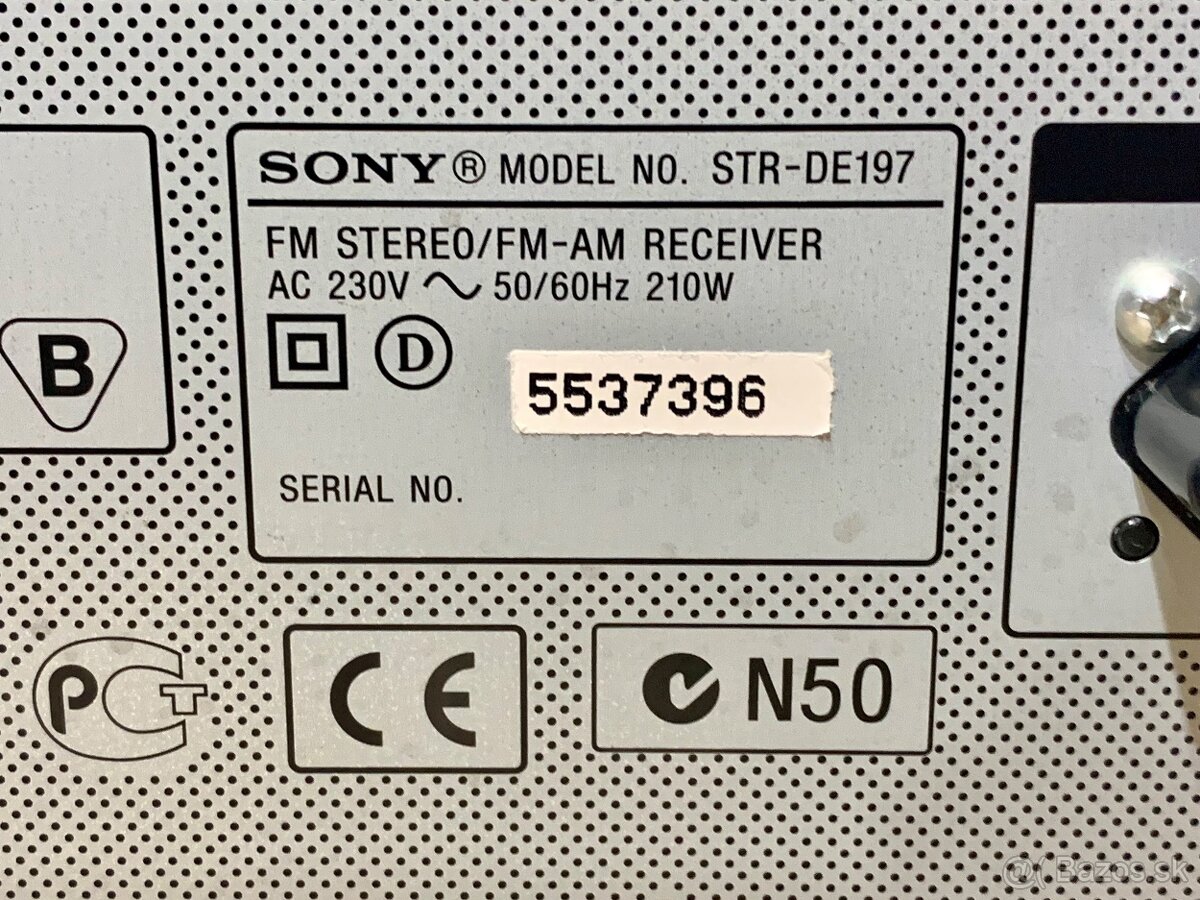 SONY® MODEL NO. STR-DE197
FM STEREO/FM-AM RECEIVER
AC 230V ~ 50/60Hz 210W
D
5537396
B
SERIAL NO.
PCT
CE
N50
@( Bazos.sk